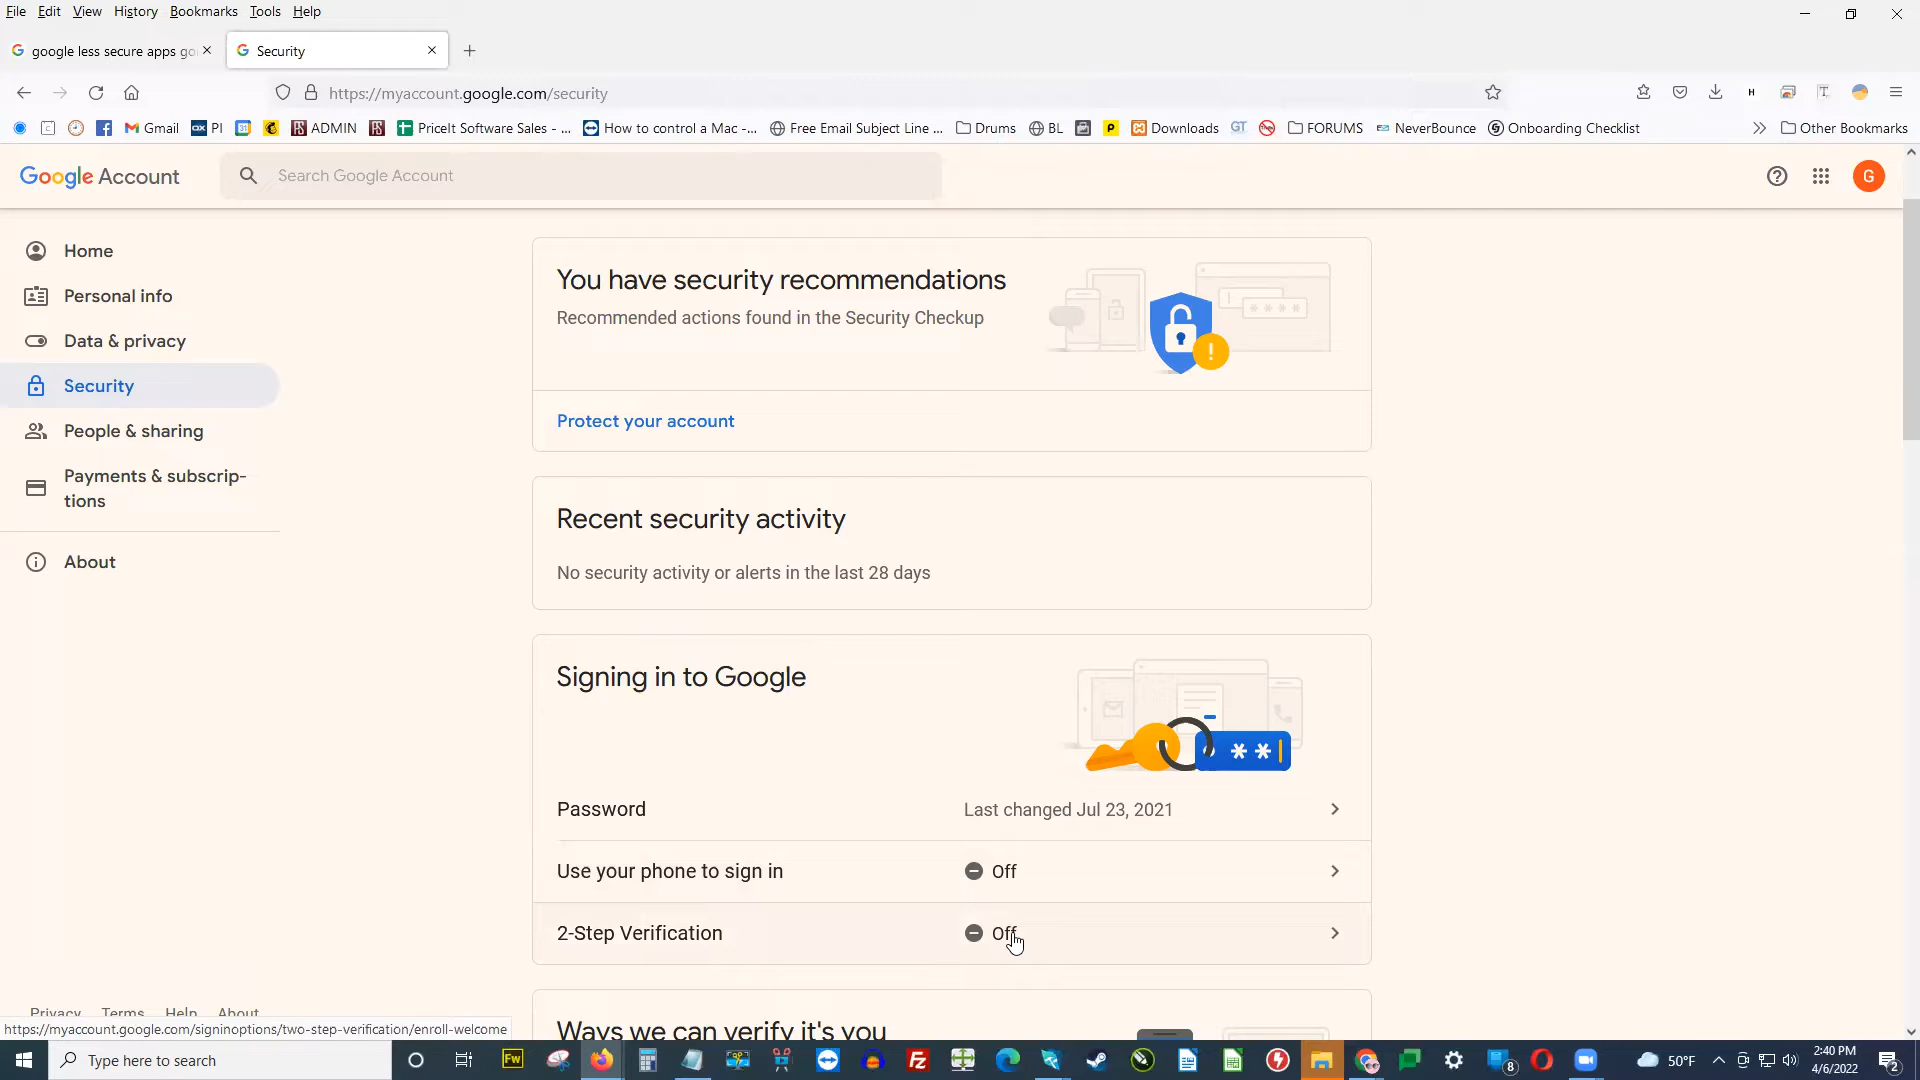 File Edit View History Bookmarks Tools Help
google less secure apps go
Security
https://myaccount.google.com/security
Gmail PI ADMIN PriceIt Software Sales - ... How to control a Mac -... Free Email Subject Line ... Drums BL Downloads GT FORUMS NeverBounce Onboarding Checklist Other Bookmarks
Google Account
Search Google Account
G
Home
Personal info
Data & privacy
Security
People & sharing
Payments & subscrip-
tions
About
You have security recommendations
Recommended actions found in the Security Checkup
Protect your account
Recent security activity
No security activity or alerts in the last 28 days
Signing in to Google
Password Last changed Jul 23, 2021
Use your phone to sign in Off
2-Step Verification Off
Ways we can verify it's you
Privacy Terms Help About
https://myaccount.google.com/signinoptions/two-step-verification/enroll-welcome
Type here to search
Fw
Fz
8
50°F
2:40 PM
4/6/2022
2